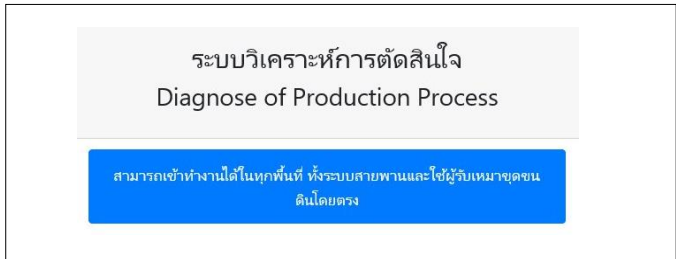 ระบบวิเคราะห์การตัดสินใจ
Diagnose of Production Process
สามารถเข้าทำงานได้ในทุกพื้นที่ ทั้งระบบสายพานและใช้ผู้รับเหมาขุดขน
ดินโดยตรง